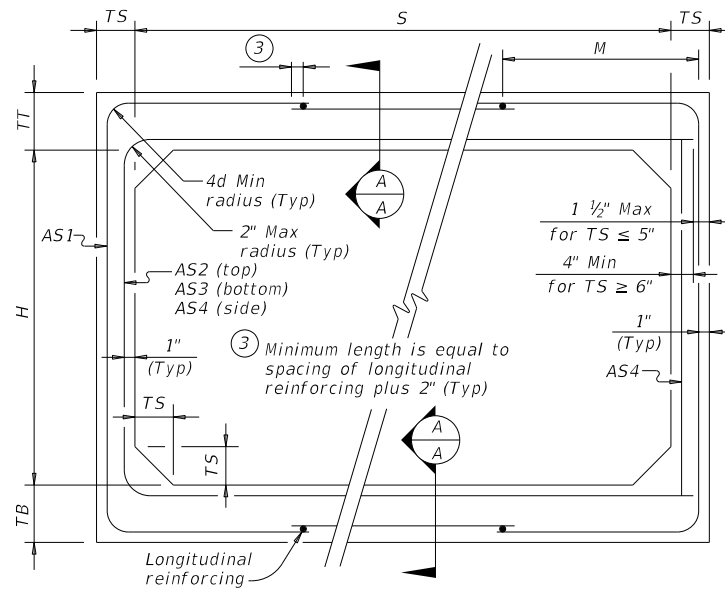 TS
S
TS
3
M
TT
A
A
4d Min
radius (Typ)
2" Max
radius (Typ)
AS1
AS2 (top)
AS3 (bottom)
AS4 (side)
1 ½" Max
for TS ≤ 5"
4" Min
for TS ≥ 6"
H
1"
(Typ)
3 Minimum length is equal to
spacing of longitudinal
reinforcing plus 2" (Typ)
1"
(Typ)
AS4
TS
TS
A
A
TB
Longitudinal
reinforcing